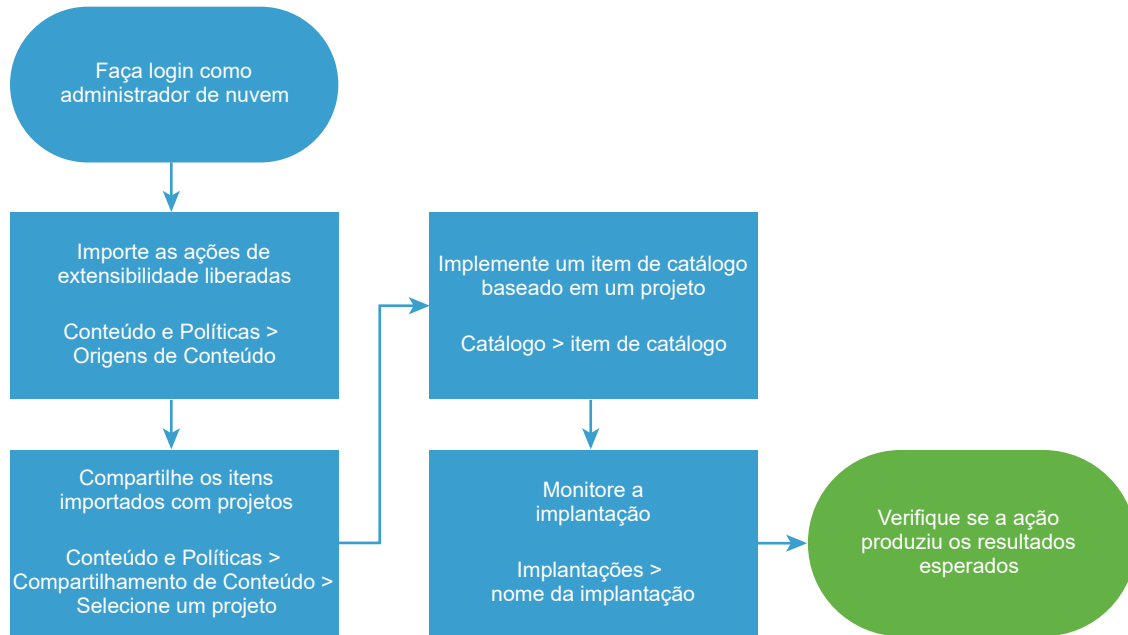 Faça login como
administrador de nuvem
Importe as ações de
extensibilidade liberadas
Conteúdo e Políticas >
Origens de Conteúdo
Compartilhe os itens
importados com projetos
Conteúdo e Políticas >
Compartilhamento de Conteúdo >
Selecione um projeto
Implemente um item de catálogo
baseado em um projeto
Catálogo > item de catálogo
Monitore a
implantação
Implantações >
nome da implantação
Verifique se a ação
produziu os resultados
esperados